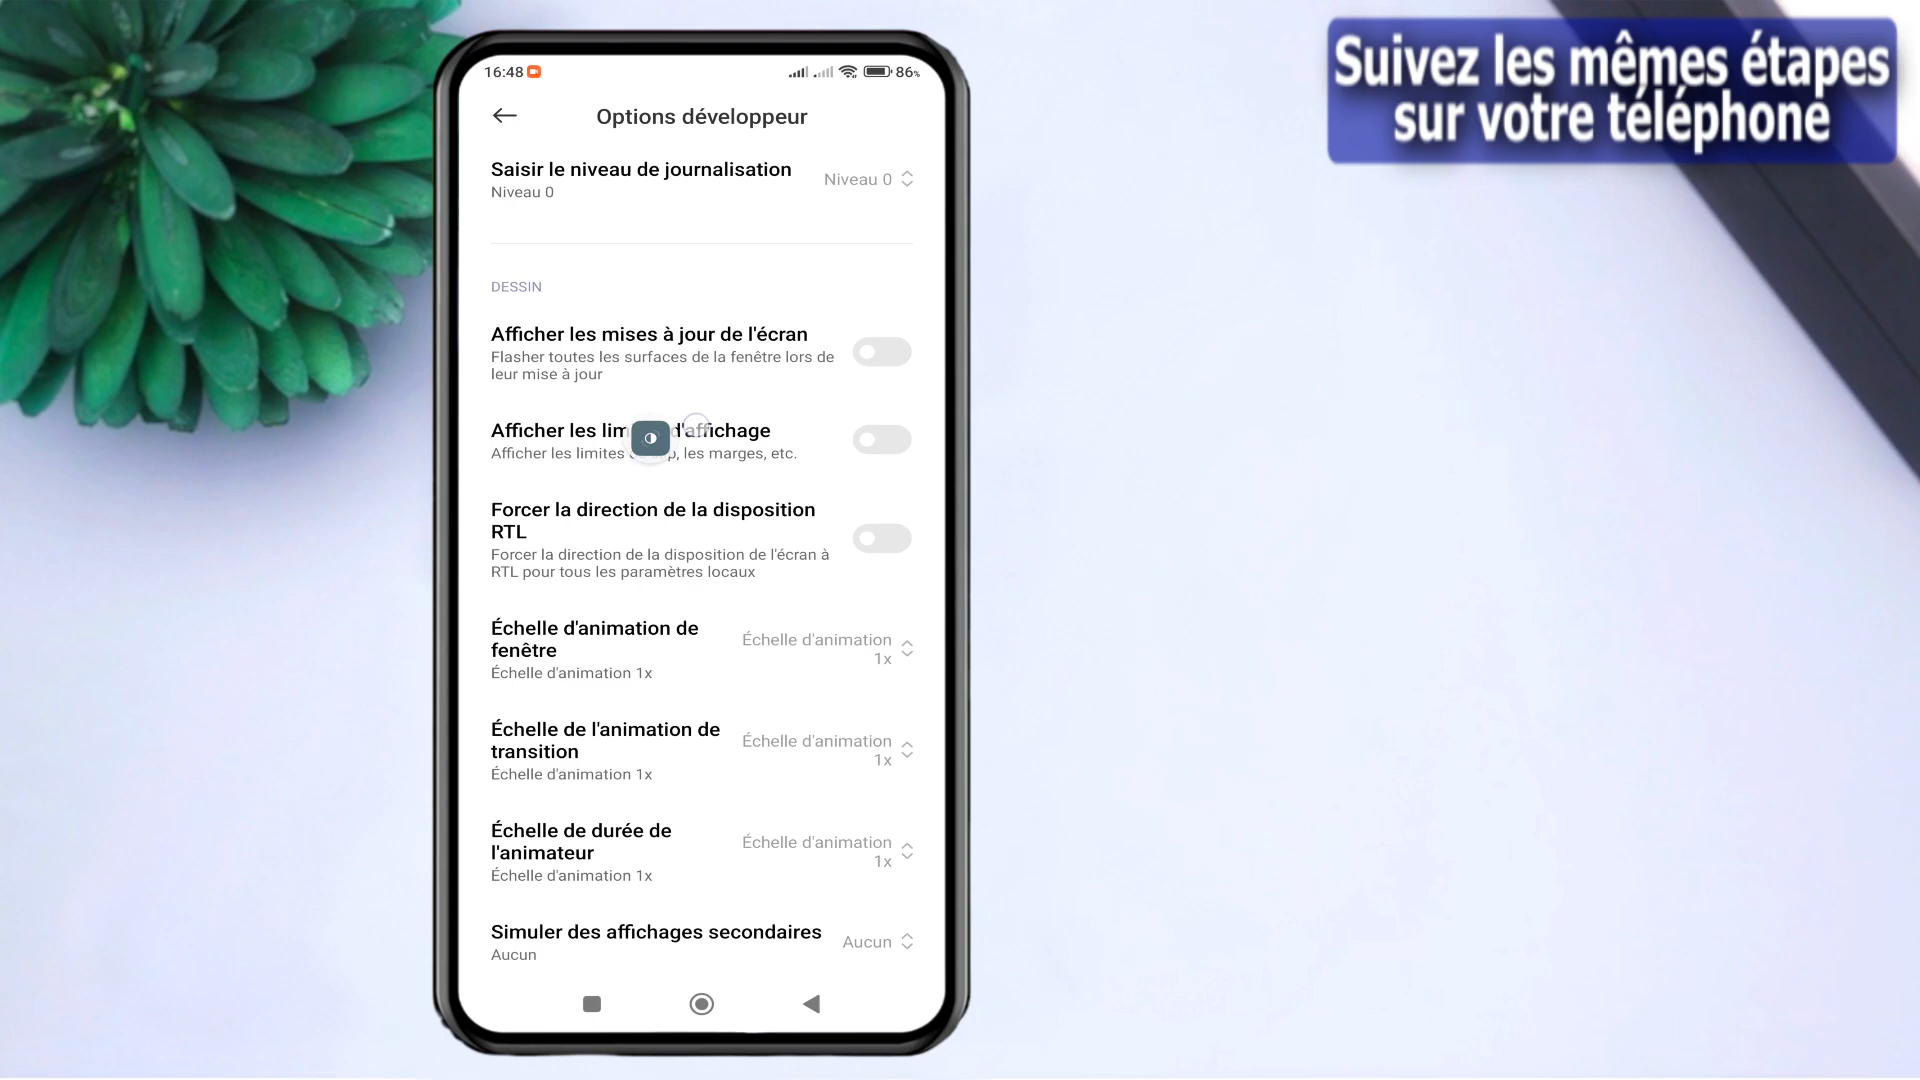 Suivez les mêmes étapes
sur votre téléphone
16:48
86%
Options développeur
Saisir le niveau de journalisation
Niveau 0
Niveau 0
DESSIN
Afficher les mises à jour de l'écran
Flasher toutes les surfaces de la fenêtre lors de
leur mise à jour
Afficher les d'affichage
Afficher les limites les marges, etc.
Forcer la direction de la disposition
RTL
Forcer la direction de la disposition de l'écran à
RTL pour tous les paramètres locaux
Échelle d'animation de
fenêtre
Échelle d'animation 1x
Échelle d'animation
1x
Échelle de l'animation de
transition
Échelle d'animation 1x
Échelle d'animation
1x
Échelle de durée de
l'animateur
Échelle d'animation 1x
Échelle d'animation
1x
Simuler des affichages secondaires
Aucun
Aucun